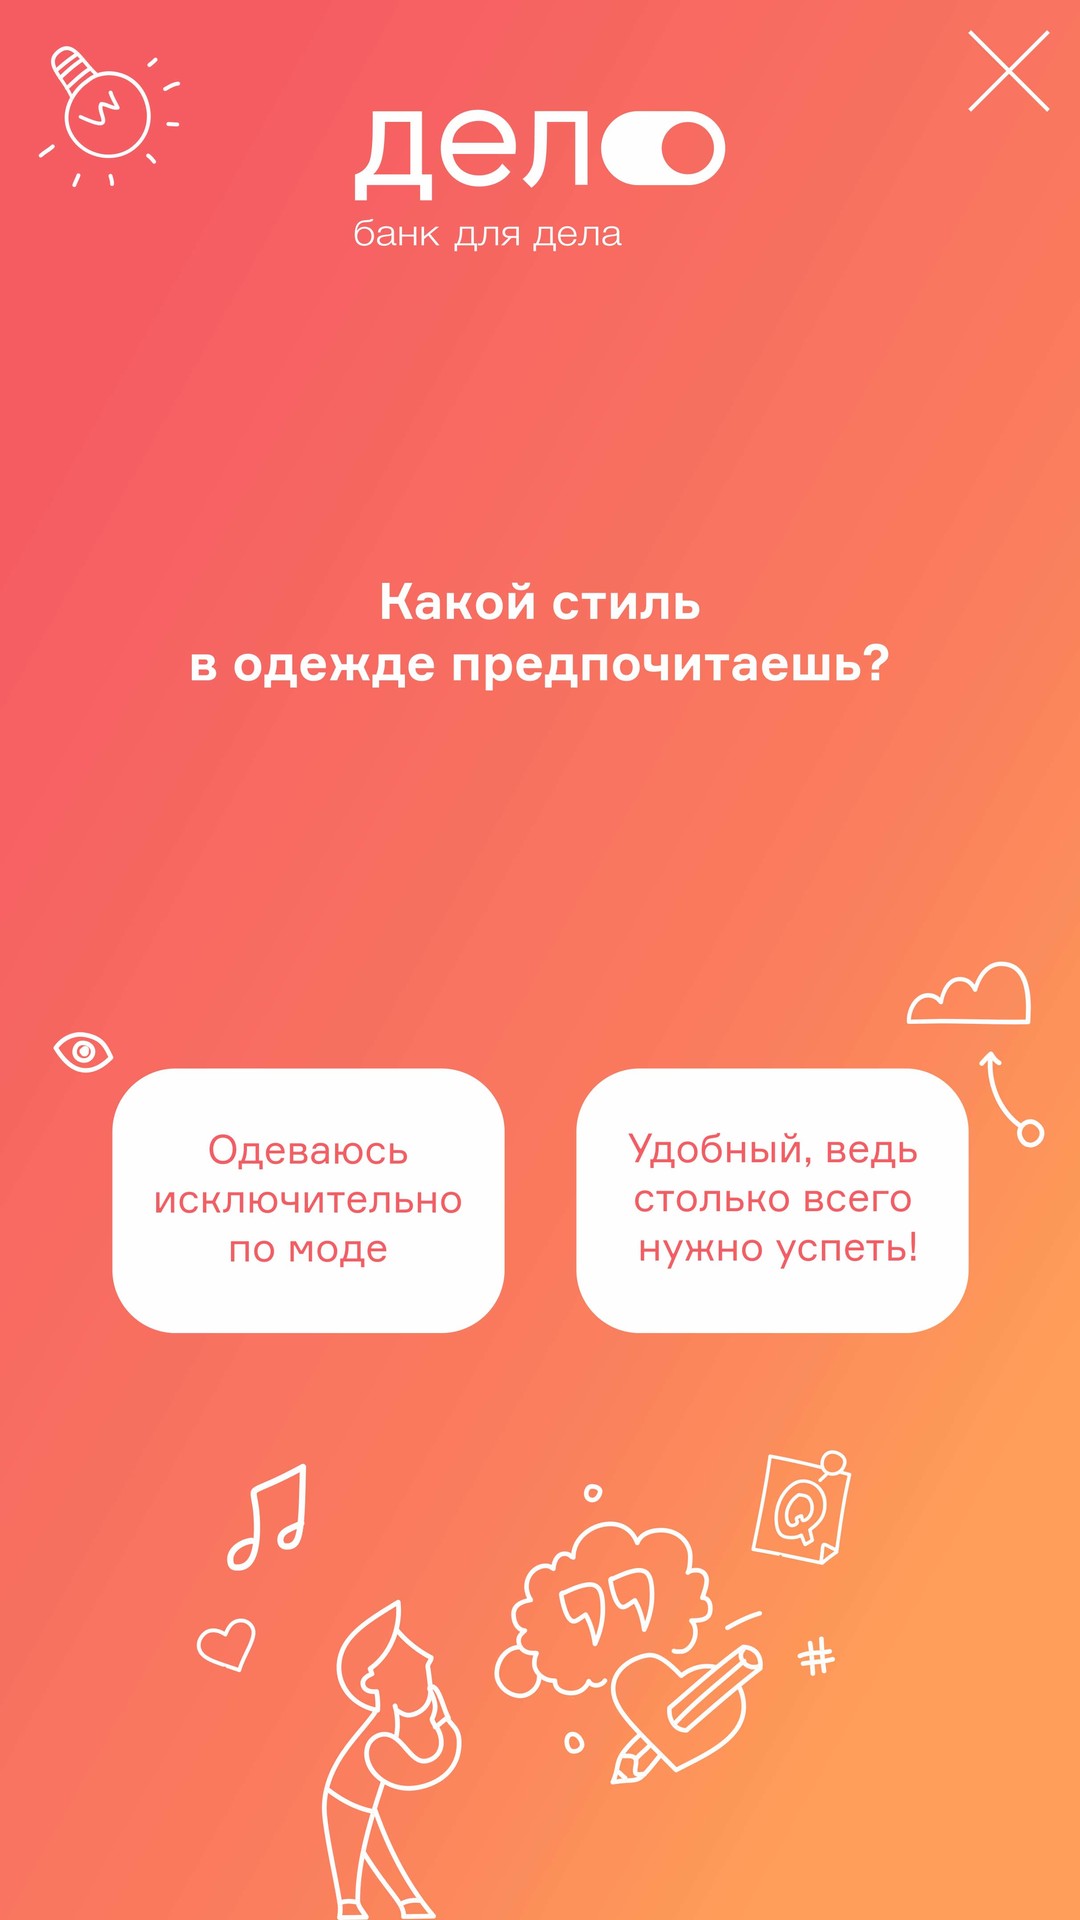 дело
банк для дела
Какой стиль
в одежде предпочитаешь?
Одеваюсь
исключительно
по моде
Удобный, ведь
столько всего
нужно успеть!
Q
#